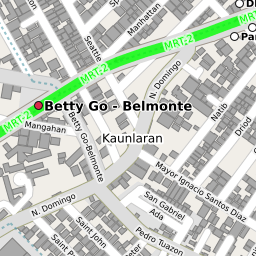 Manhattan
Seattle
MRT-2
MRT-2
MRT-2
Betty Go - Belmonte
N. Domingo
Natib
Driod
Mangahan
Betty Go-Belmonte
Kaunlaran
Mayor Ignacio Santos Diaz
San Gabriel
Ada
N. Domingo
Saint John
Pedro Tuazon